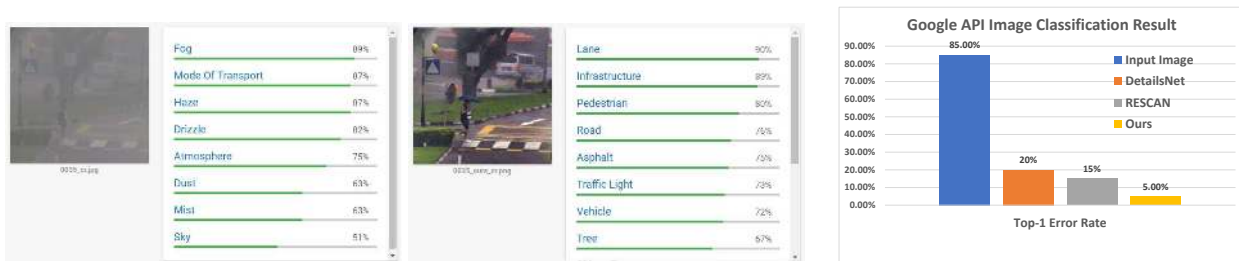 Fog 89%
Mode Of Transport 87%
Haze 87%
Drizzle 82%
Atmosphere 75%
Dust 63%
Mist 63%
Sky 51%
Lane 90%
Infrastructure 89%
Pedestrian 80%
Road 76%
Asphalt 75%
Traffic Light 73%
Vehicle 72%
Tree 67%
Google API Image Classification Result
90.00%
80.00%
70.00%
60.00%
50.00%
40.00%
30.00%
20.00%
10.00%
0.00%
85.00%
20%
15%
5.00%
Input Image
DetailsNet
RESCAN
Ours
Top-1 Error Rate